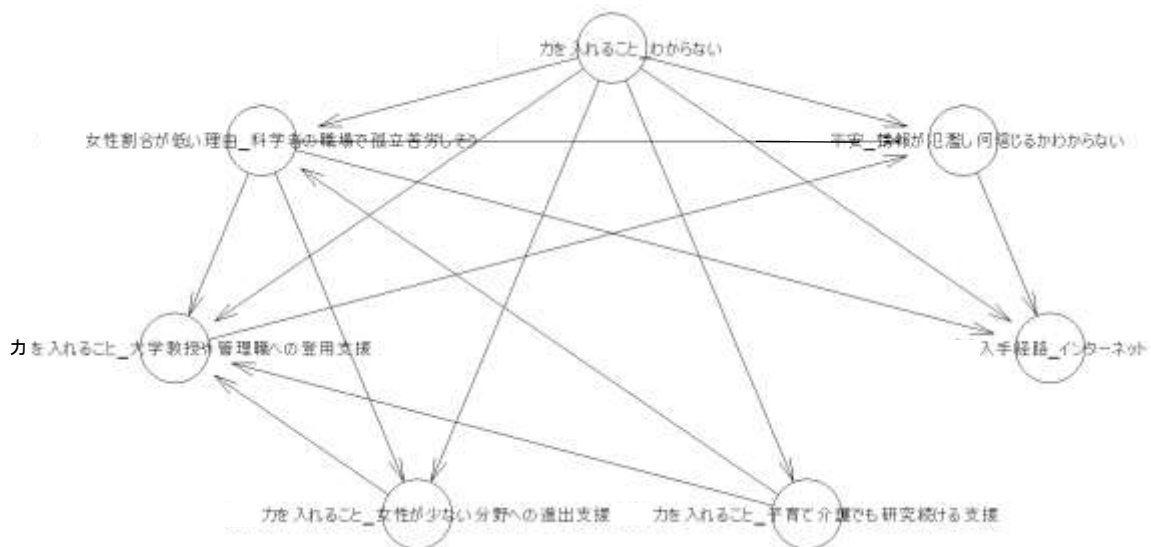 力を入れること_わからない
女性割合が低い理由_科学者の職場で孤立苦労しそう
不安_情報が氾濫し何信じるかわからない
力を入れること_大学教授や管理職への登用支援
入手経路_インターネット
力を入れること_女性が少ない分野への進出支援
力を入れること_子育て介護でも研究続ける支援